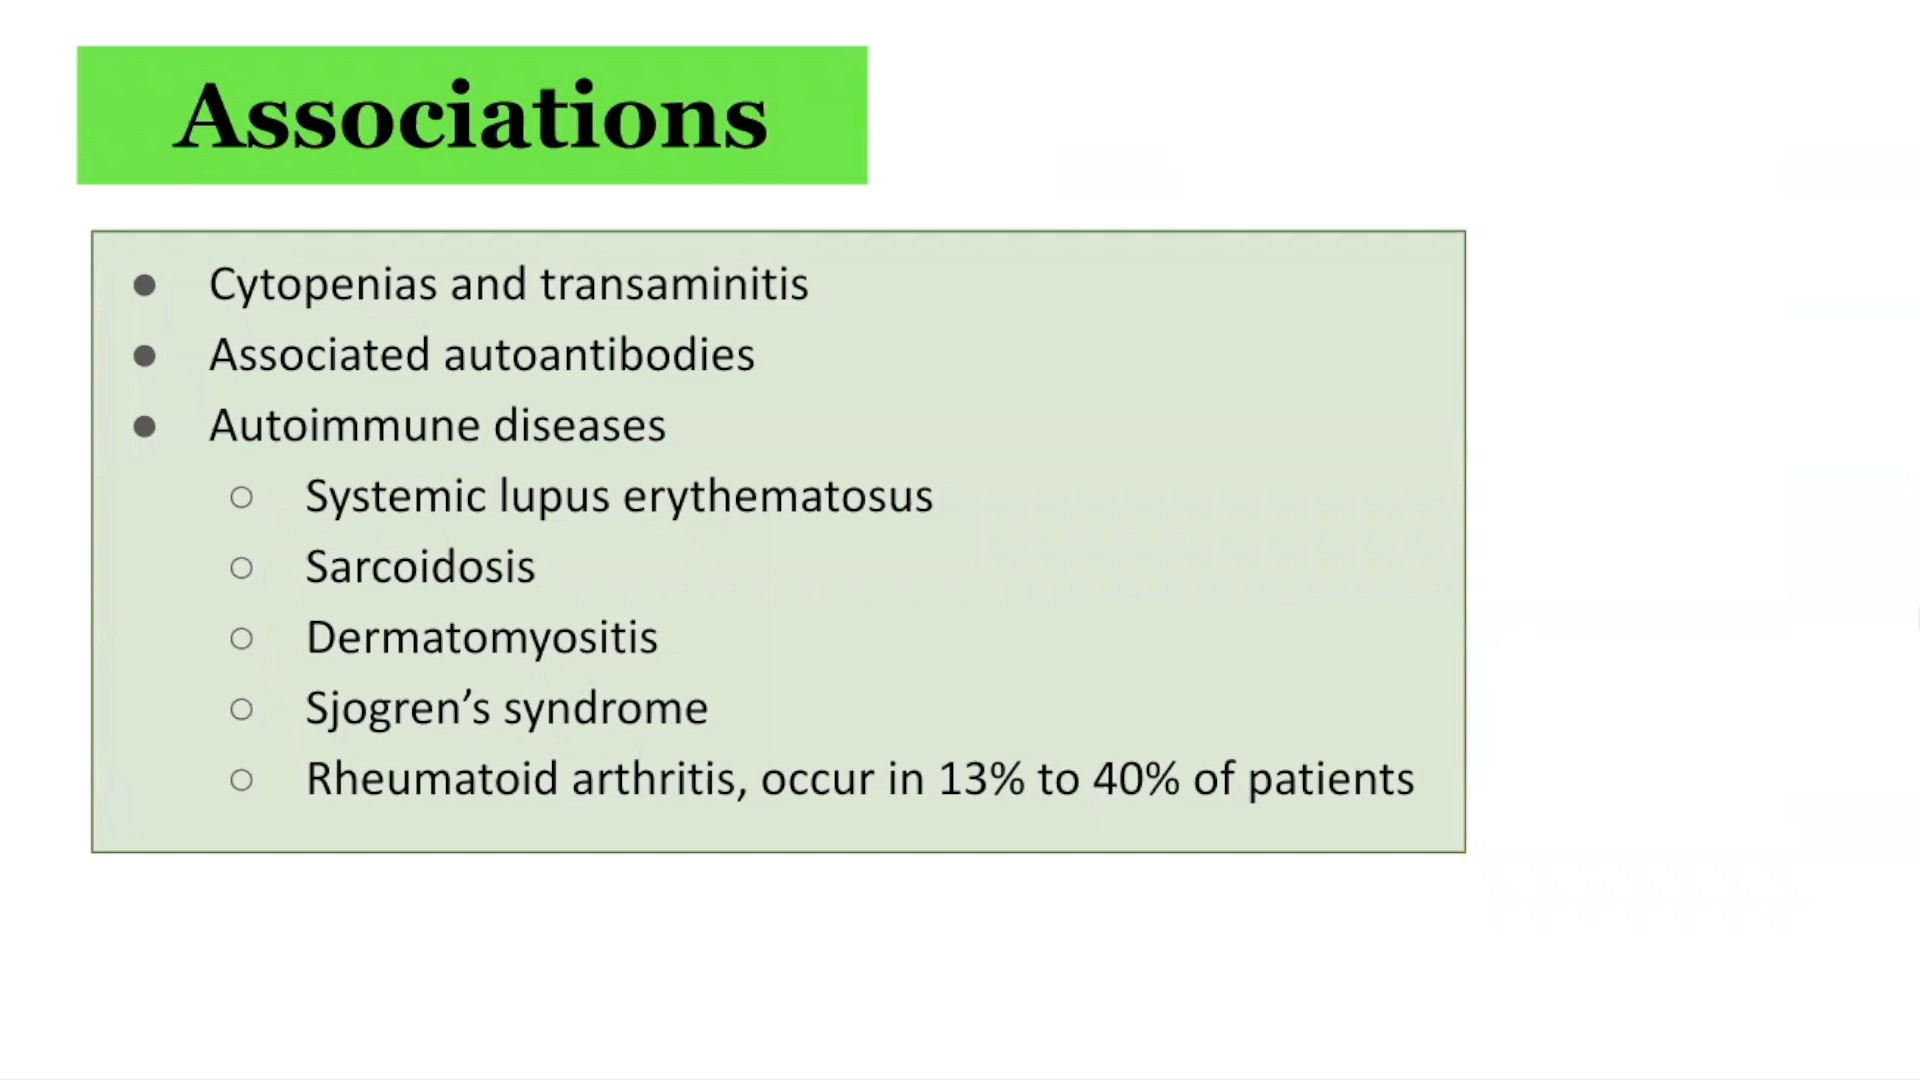 Associations
● Cytopenias and transaminitis
● Associated autoantibodies
● Autoimmune diseases
○ Systemic lupus erythematosus
○ Sarcoidosis
○ Dermatomyositis
○ Sjogren’s syndrome
○ Rheumatoid arthritis, occur in 13% to 40% of patients